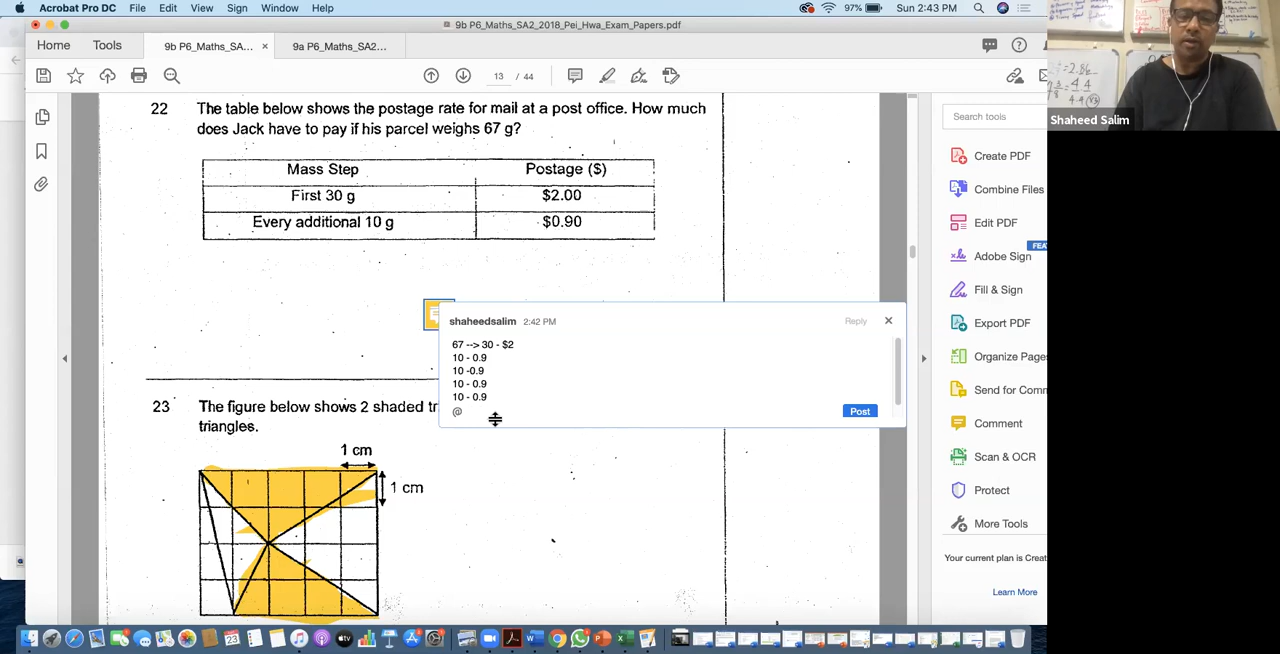 Acrobat Pro DC File Edit View Sign Window Help 97% Sun 2:43 PM
9b P6_Maths_SA2_2018_Pei_Hwa_Exam_Papers.pdf
Home Tools 9b P6_Maths_SA... × 9a P6_Maths_SA2...
13 / 44
22 The table below shows the postage rate for mail at a post office. How much
does Jack have to pay if his parcel weighs 67 g?
Mass Step Postage ($)
First 30 g $2.00
Every additional 10 g $0.90
shaheedsalim 2:42 PM Reply
67 --> 30 - $2
10 - 0.9
10 -0.9
10 - 0.9
10 - 0.9
@
Post
23 The figure below shows 2 shaded tr
triangles.
1 cm
1 cm
Search tools
Create PDF
Combine Files
Edit PDF
FEA
Adobe Sign
Fill & Sign
Export PDF
Organize Pages
Send for Comm
Comment
Scan & OCR
Protect
More Tools
Your current plan is Creat
Learn More
Shaheed Salim
=2.86